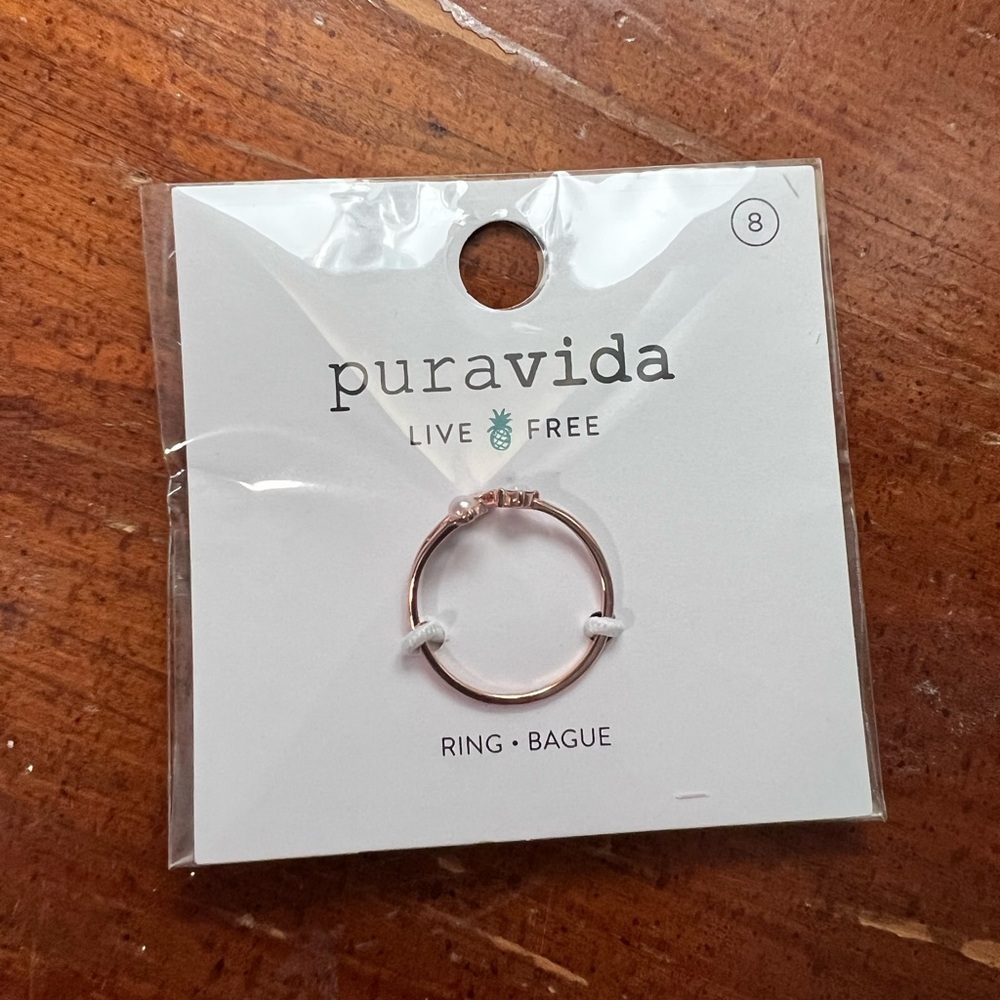 8
puravida
LIVE FREE
RING • BAGUE